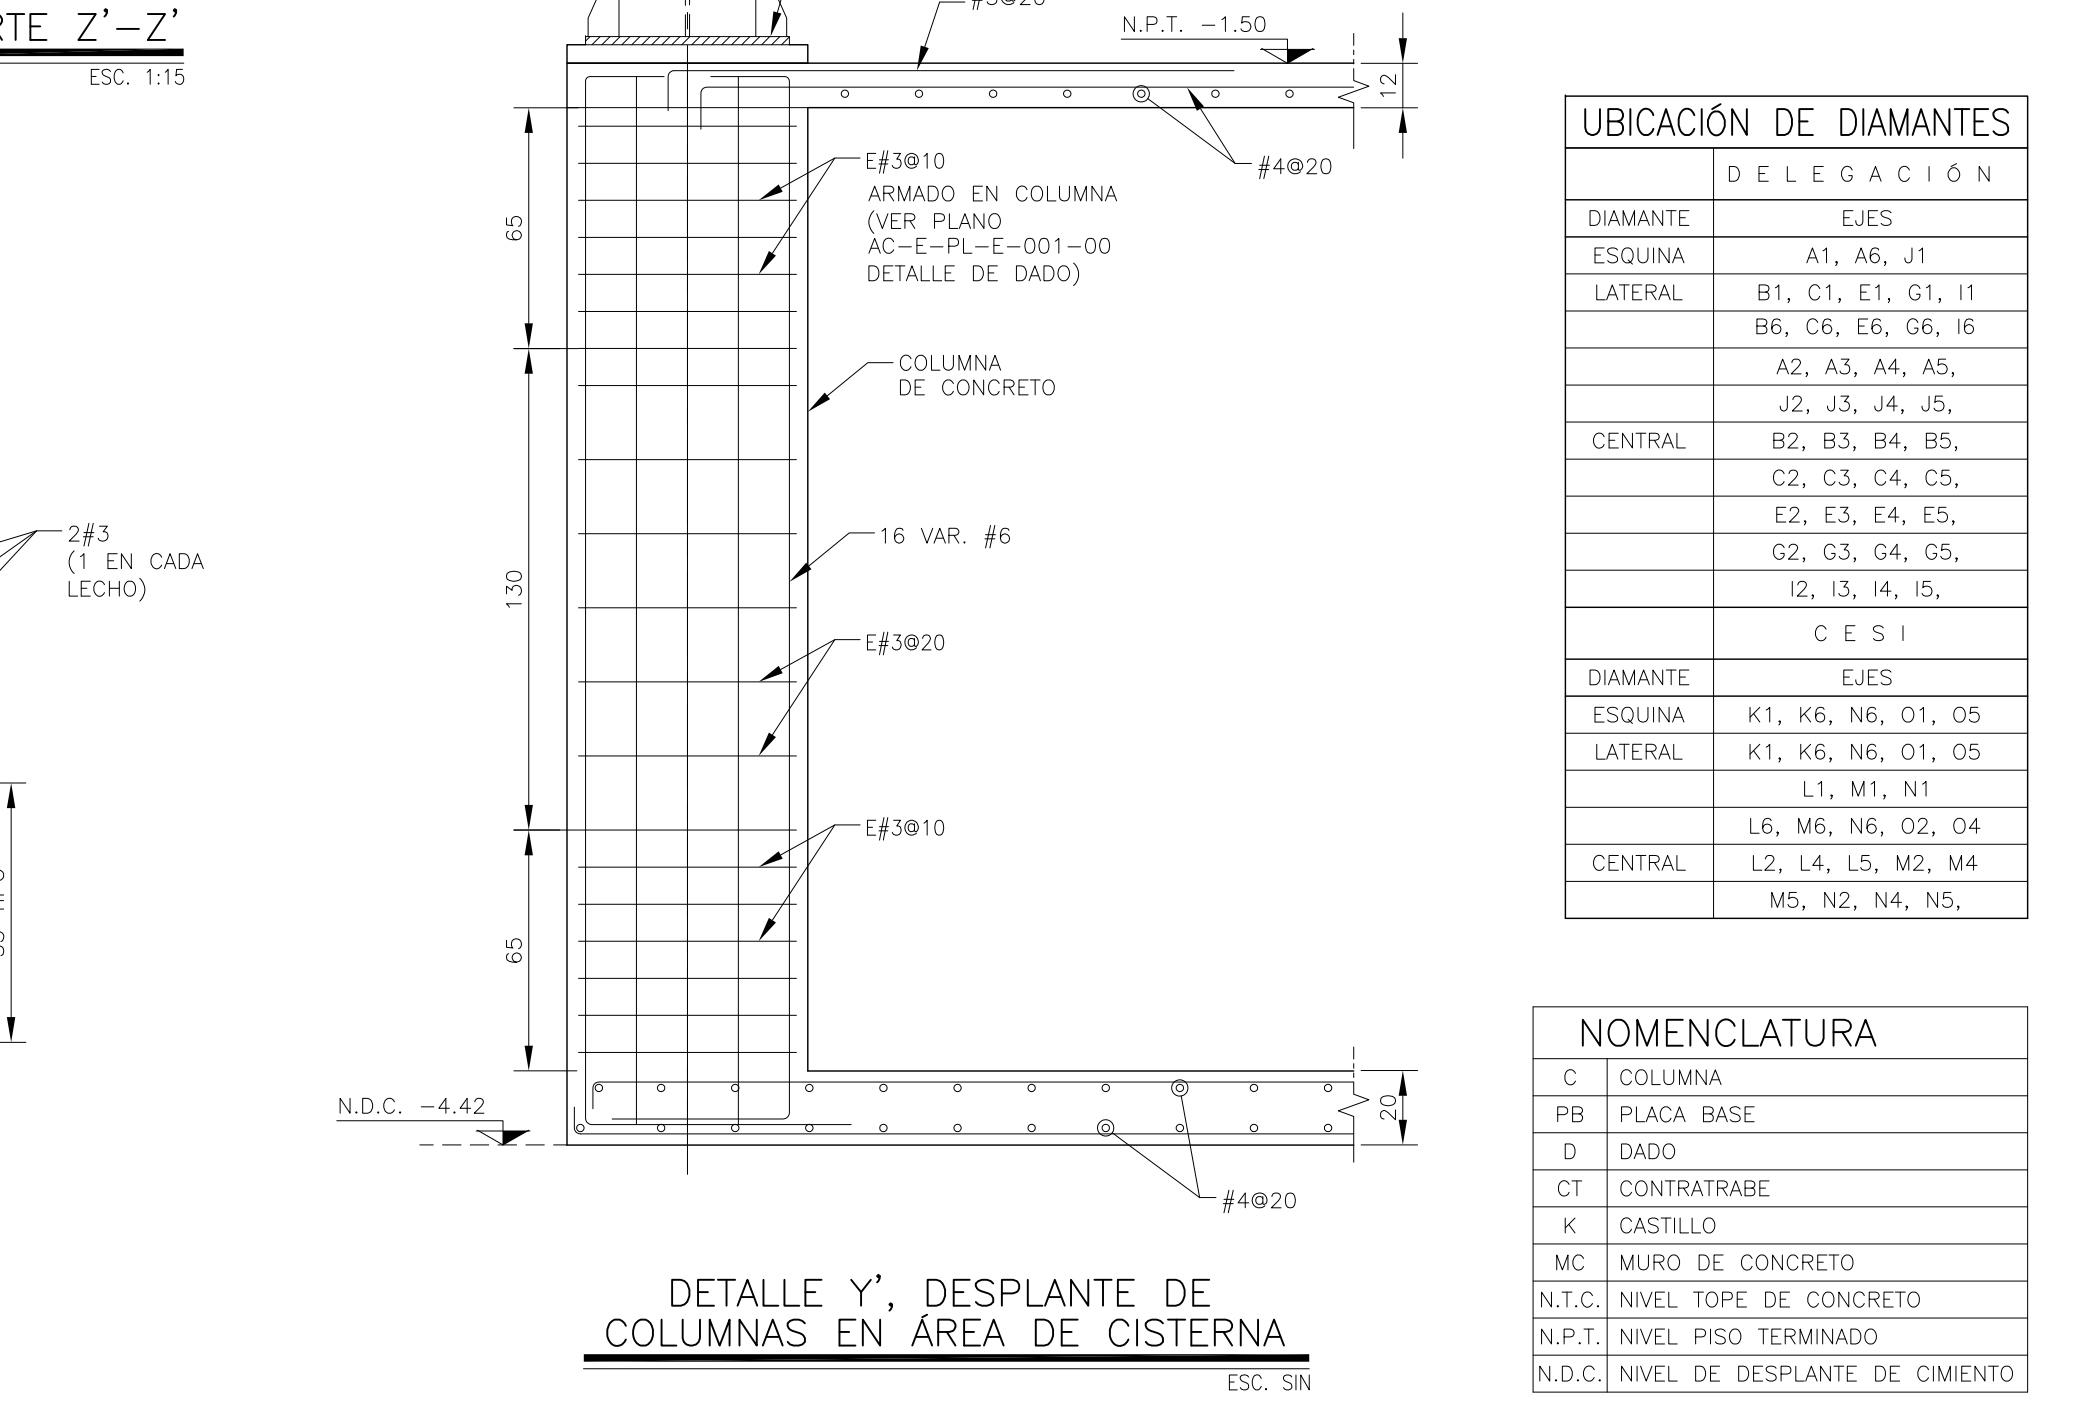 Z'-Z'
ESC. 1:15
2#3
(1 EN CADA
LECHO)
N.P.T. -1.50
12
#4@20
E#3@10
ARMADO EN COLUMNA
(VER PLANO
AC-E-PL-E-001-00
DETALLE DE DADO)
65
COLUMNA
DE CONCRETO
16 VAR. #6
130
E#3@20
E#3@10
65
N.D.C. -4.42
20
#4@20
DETALLE Y', DESPLANTE DE
COLUMNAS EN ÁREA DE CISTERNA
ESC. SIN
UBICACIÓN DE DIAMANTES
DELEGACIÓN
DIAMANTE EJES
ESQUINA A1, A6, J1
LATERAL B1, C1, E1, G1, I1
B6, C6, E6, G6, I6
A2, A3, A4, A5,
J2, J3, J4, J5,
CENTRAL B2, B3, B4, B5,
C2, C3, C4, C5,
E2, E3, E4, E5,
G2, G3, G4, G5,
I2, I3, I4, I5,
CESI
DIAMANTE EJES
ESQUINA K1, K6, N6, O1, O5
LATERAL K1, K6, N6, O1, O5
L1, M1, N1
L6, M6, N6, O2, O4
CENTRAL L2, L4, L5, M2, M4
M5, N2, N4, N5,
NOMENCLATURA
C COLUMNA
PB PLACA BASE
D DADO
CT CONTRATRABE
K CASTILLO
MC MURO DE CONCRETO
N.T.C. NIVEL TOPE DE CONCRETO
N.P.T. NIVEL PISO TERMINADO
N.D.C. NIVEL DE DESPLANTE DE CIMIENTO